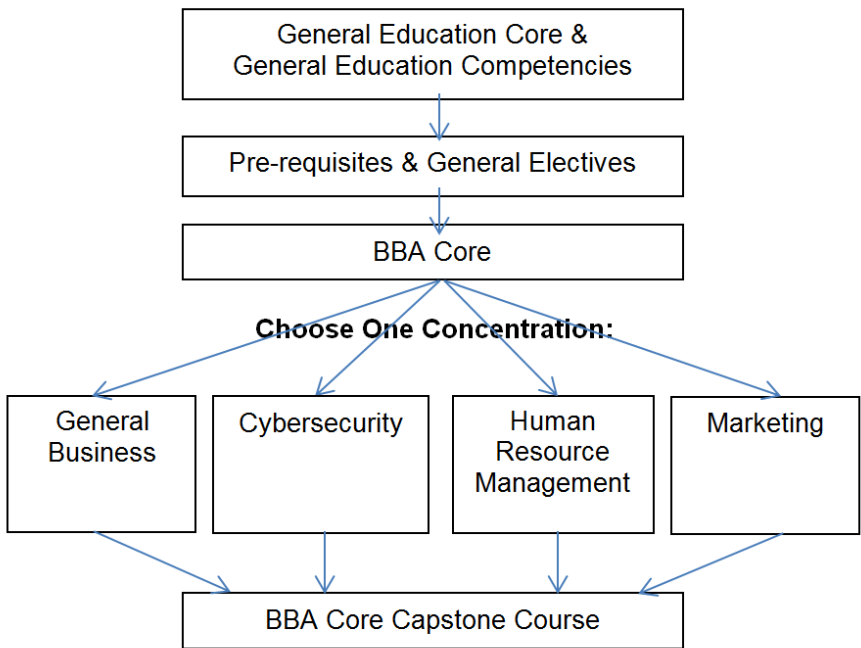 General Education Core &
General Education Competencies
Pre-requisites & General Electives
BBA Core
Choose One Concentration:
General
Business
Cybersecurity
Human
Resource
Management
Marketing
BBA Core Capstone Course